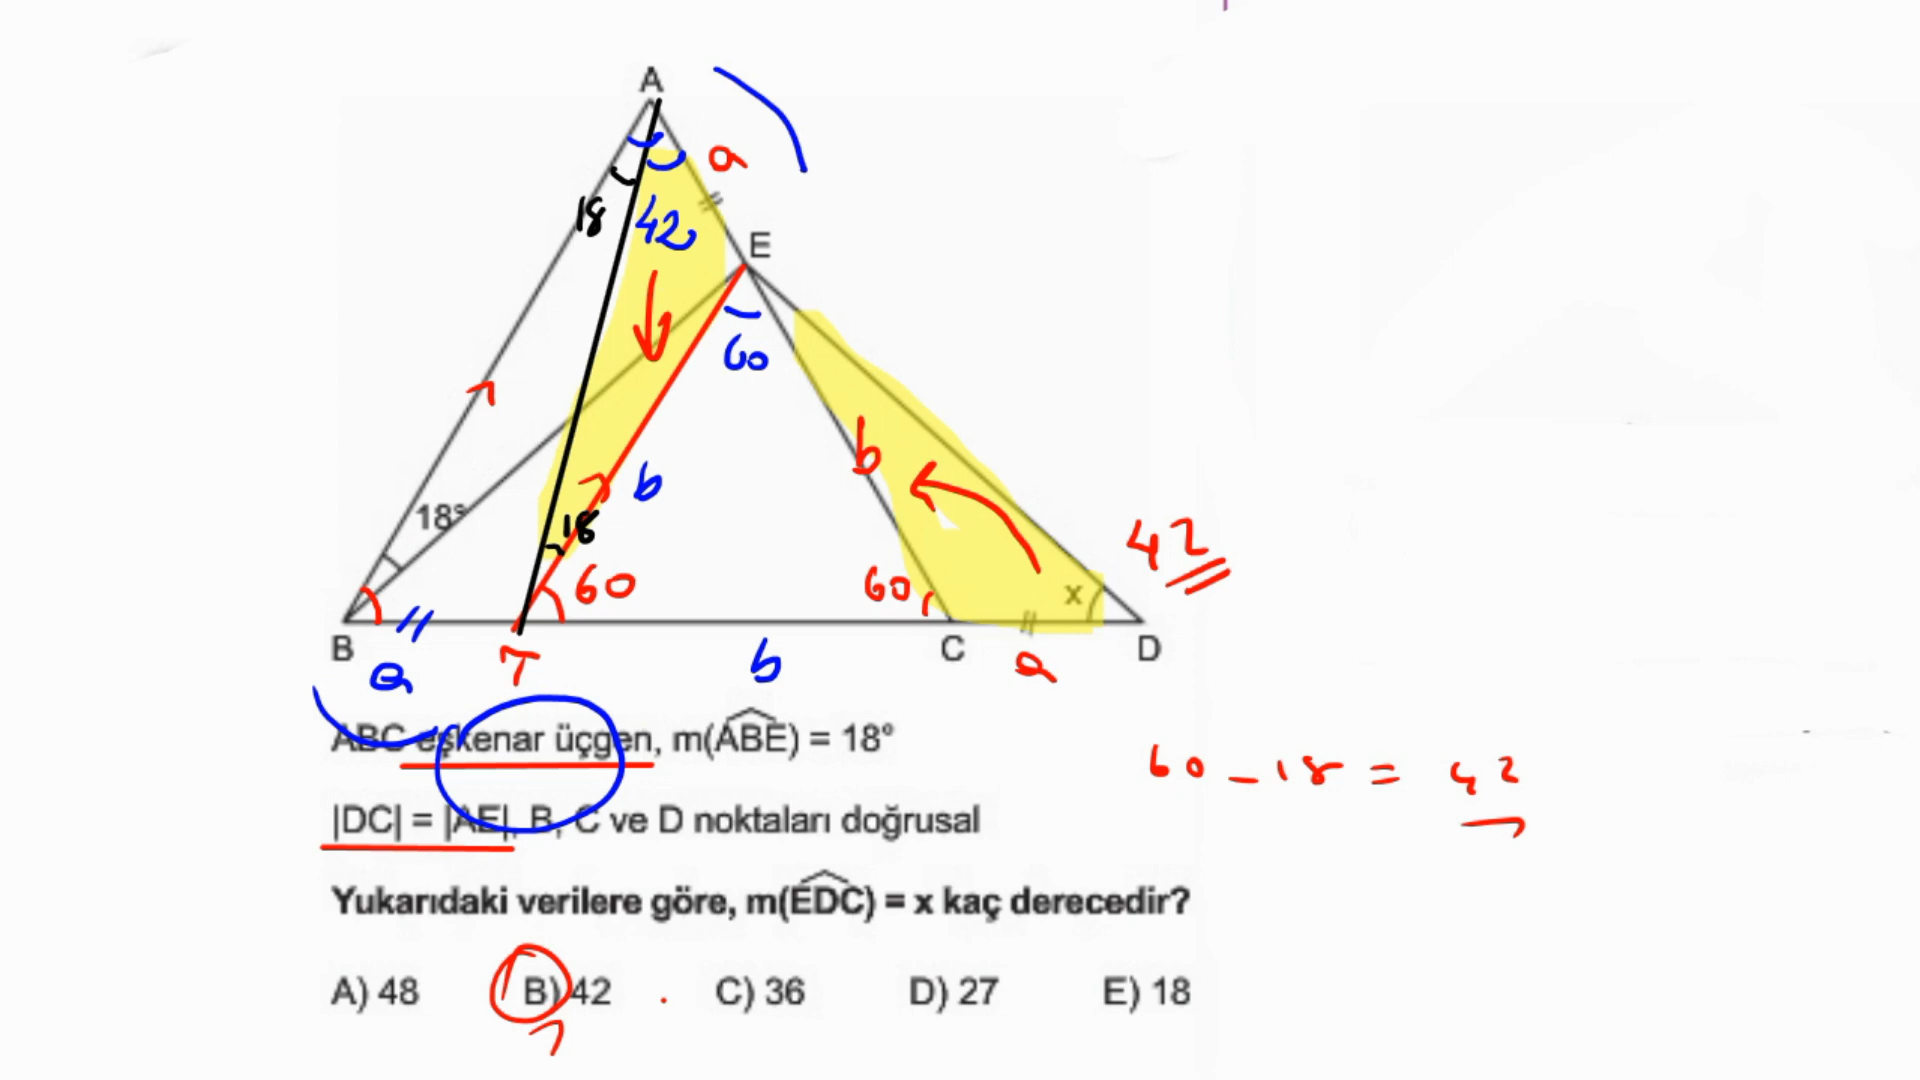 A
a
18
42
E
60
b
b
18°
18
42
60
60
x
B
T
C
D
a
b
a
ABC eşkenar üçgen, m(ABE) = 18°
60 - 18 = 42
|DC| = |AE|, B, C ve D noktaları doğrusal
Yukarıdaki verilere göre, m(EDC) = x kaç derecedir?
A) 48 B) 42 C) 36 D) 27 E) 18